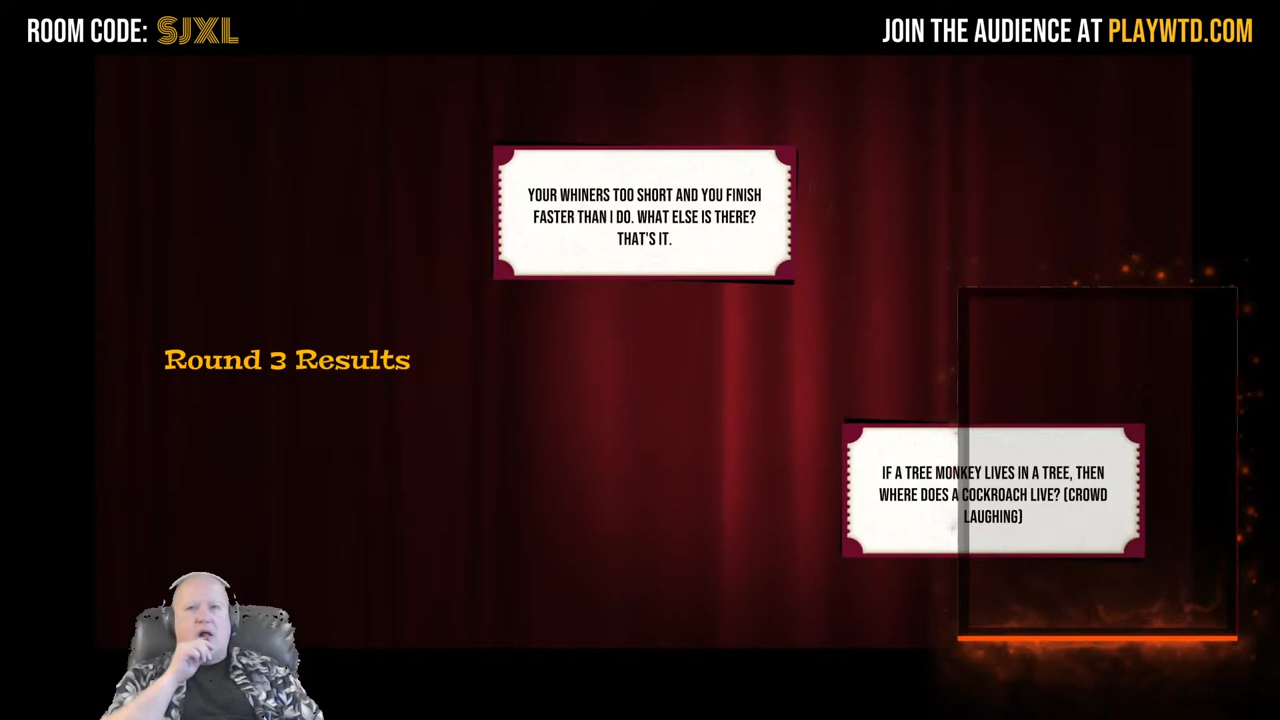 ROOM CODE: SJXL
JOIN THE AUDIENCE AT PLAYWTD.COM
YOUR WHINERS TOO SHORT AND YOU FINISH
FASTER THAN I DO. WHAT ELSE IS THERE?
THAT'S IT.
Round 3 Results
IF A TREE MONKEY LIVES IN A TREE, THEN
WHERE DOES A COCKROACH LIVE? (CROWD
LAUGHING)